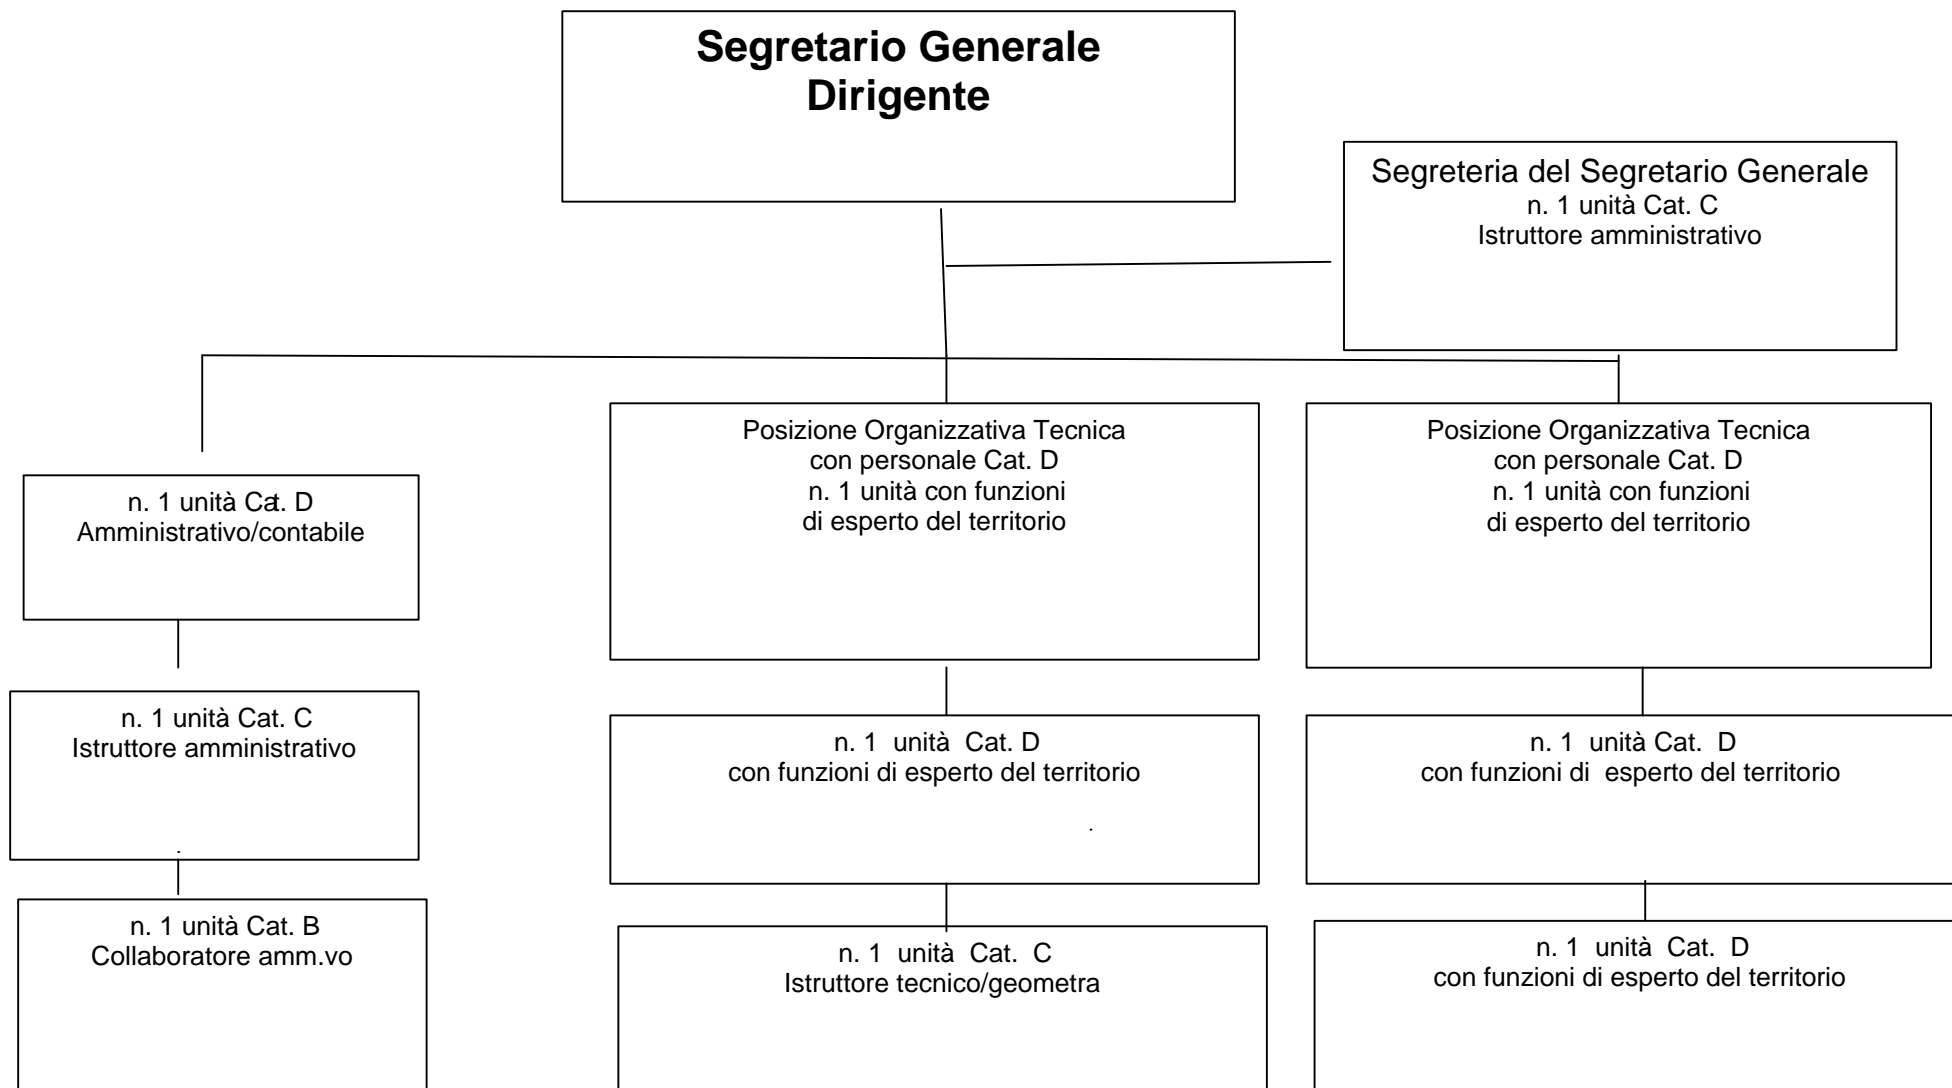 Segretario Generale
Dirigente
Segreteria del Segretario Generale
n. 1 unità Cat. C
Istruttore amministrativo
n. 1 unità Cat. D
Amministrativo/contabile
Posizione Organizzativa Tecnica
con personale Cat. D
n. 1 unità con funzioni
di esperto del territorio
Posizione Organizzativa Tecnica
con personale Cat. D
n. 1 unità con funzioni
di esperto del territorio
n. 1 unità Cat. C
Istruttore amministrativo
.
n. 1 unità Cat. D
con funzioni di esperto del territorio
.
n. 1 unità Cat. D
con funzioni di esperto del territorio
n. 1 unità Cat. B
Collaboratore amm.vo
n. 1 unità Cat. C
Istruttore tecnico/geometra
n. 1 unità Cat. D
con funzioni di esperto del territorio